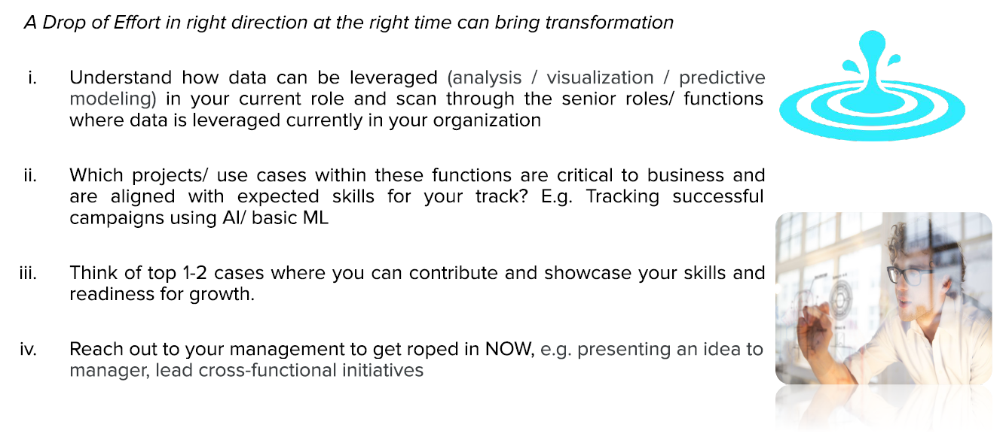 A Drop of Effort in right direction at the right time can bring transformation
i. Understand how data can be leveraged (analysis / visualization / predictive
modeling) in your current role and scan through the senior roles/ functions
where data is leveraged currently in your organization
ii. Which projects/ use cases within these functions are critical to business and
are aligned with expected skills for your track? E.g. Tracking successful
campaigns using AI/ basic ML
iii. Think of top 1-2 cases where you can contribute and showcase your skills and
readiness for growth.
iv. Reach out to your management to get roped in NOW, e.g. presenting an idea to
manager, lead cross-functional initiatives